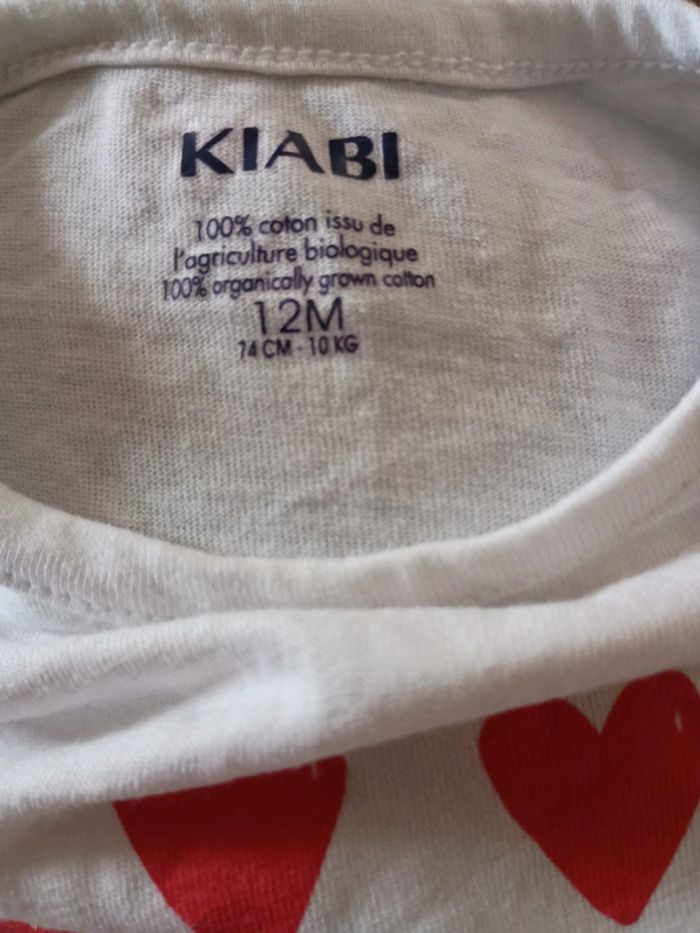 KIABI
100% coton issu de
l'agriculture biologique
100% organically grown cotton
12M
74 CM - 10 KG